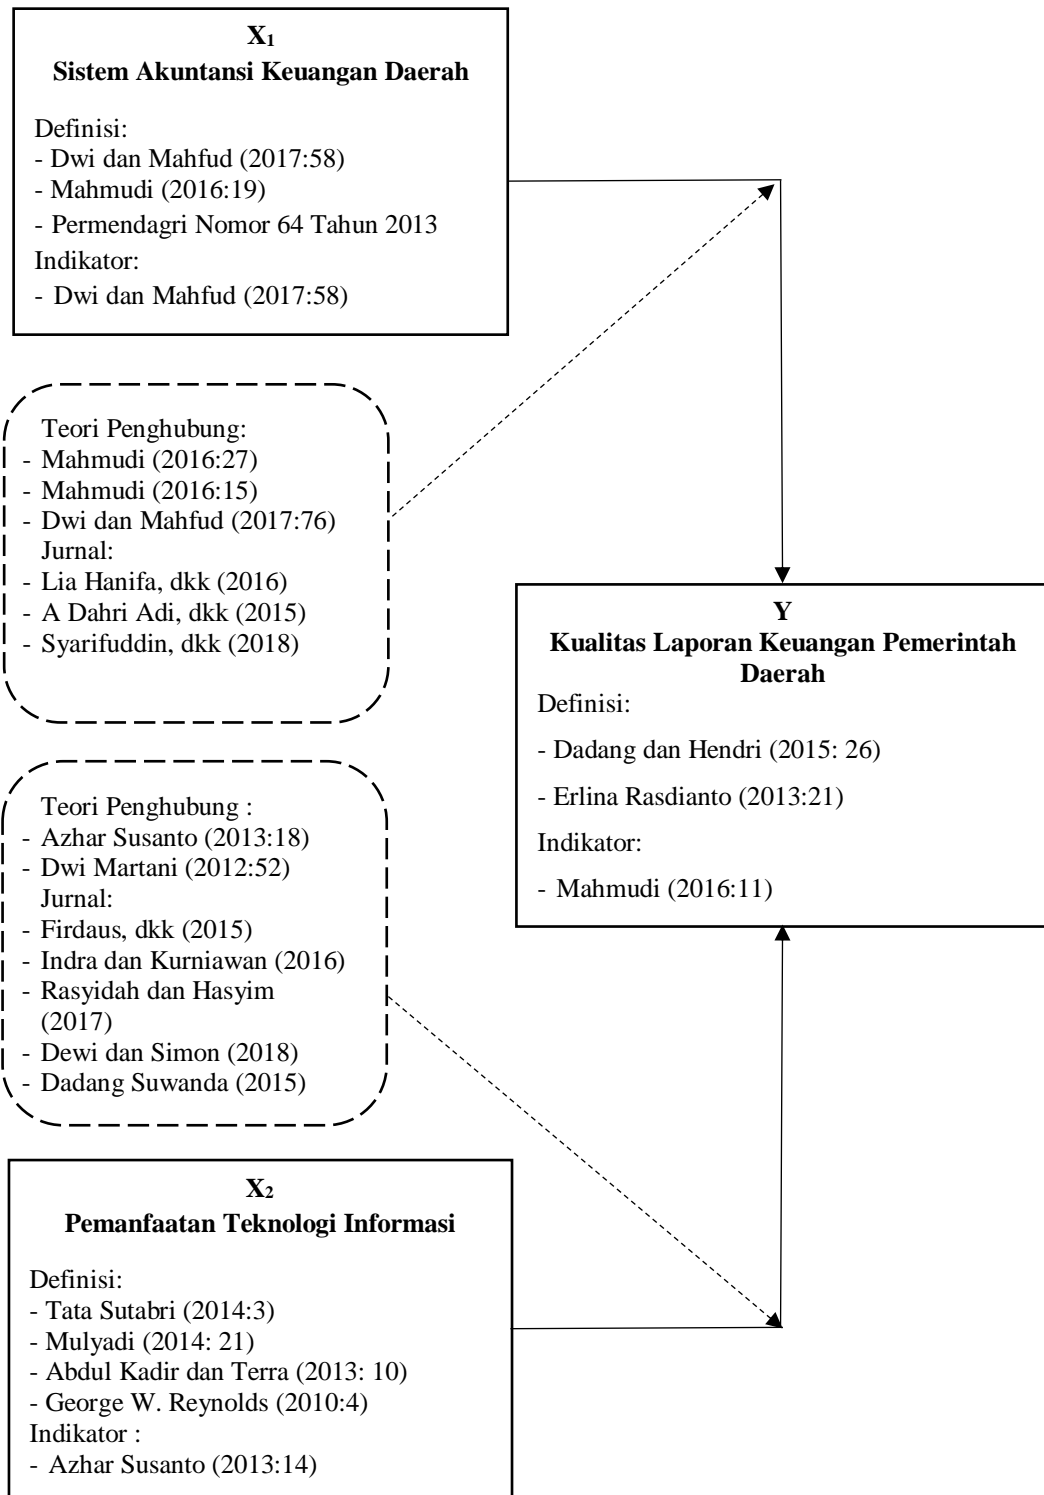 X₁
Sistem Akuntansi Keuangan Daerah
Definisi:
- Dwi dan Mahfud (2017:58)
- Mahmudi (2016:19)
- Permendagri Nomor 64 Tahun 2013
Indikator:
- Dwi dan Mahfud (2017:58)
Teori Penghubung:
- Mahmudi (2016:27)
- Mahmudi (2016:15)
- Dwi dan Mahfud (2017:76)
Jurnal:
- Lia Hanifa, dkk (2016)
- A Dahri Adi, dkk (2015)
- Syarifuddin, dkk (2018)
Y
Kualitas Laporan Keuangan Pemerintah
Daerah
Definisi:
- Dadang dan Hendri (2015: 26)
- Erlina Rasdianto (2013:21)
Indikator:
- Mahmudi (2016:11)
Teori Penghubung :
- Azhar Susanto (2013:18)
- Dwi Martani (2012:52)
Jurnal:
- Firdaus, dkk (2015)
- Indra dan Kurniawan (2016)
- Rasyidah dan Hasyim
(2017)
- Dewi dan Simon (2018)
- Dadang Suwanda (2015)
X₂
Pemanfaatan Teknologi Informasi
Definisi:
- Tata Sutabri (2014:3)
- Mulyadi (2014: 21)
- Abdul Kadir dan Terra (2013: 10)
- George W. Reynolds (2010:4)
Indikator :
- Azhar Susanto (2013:14)